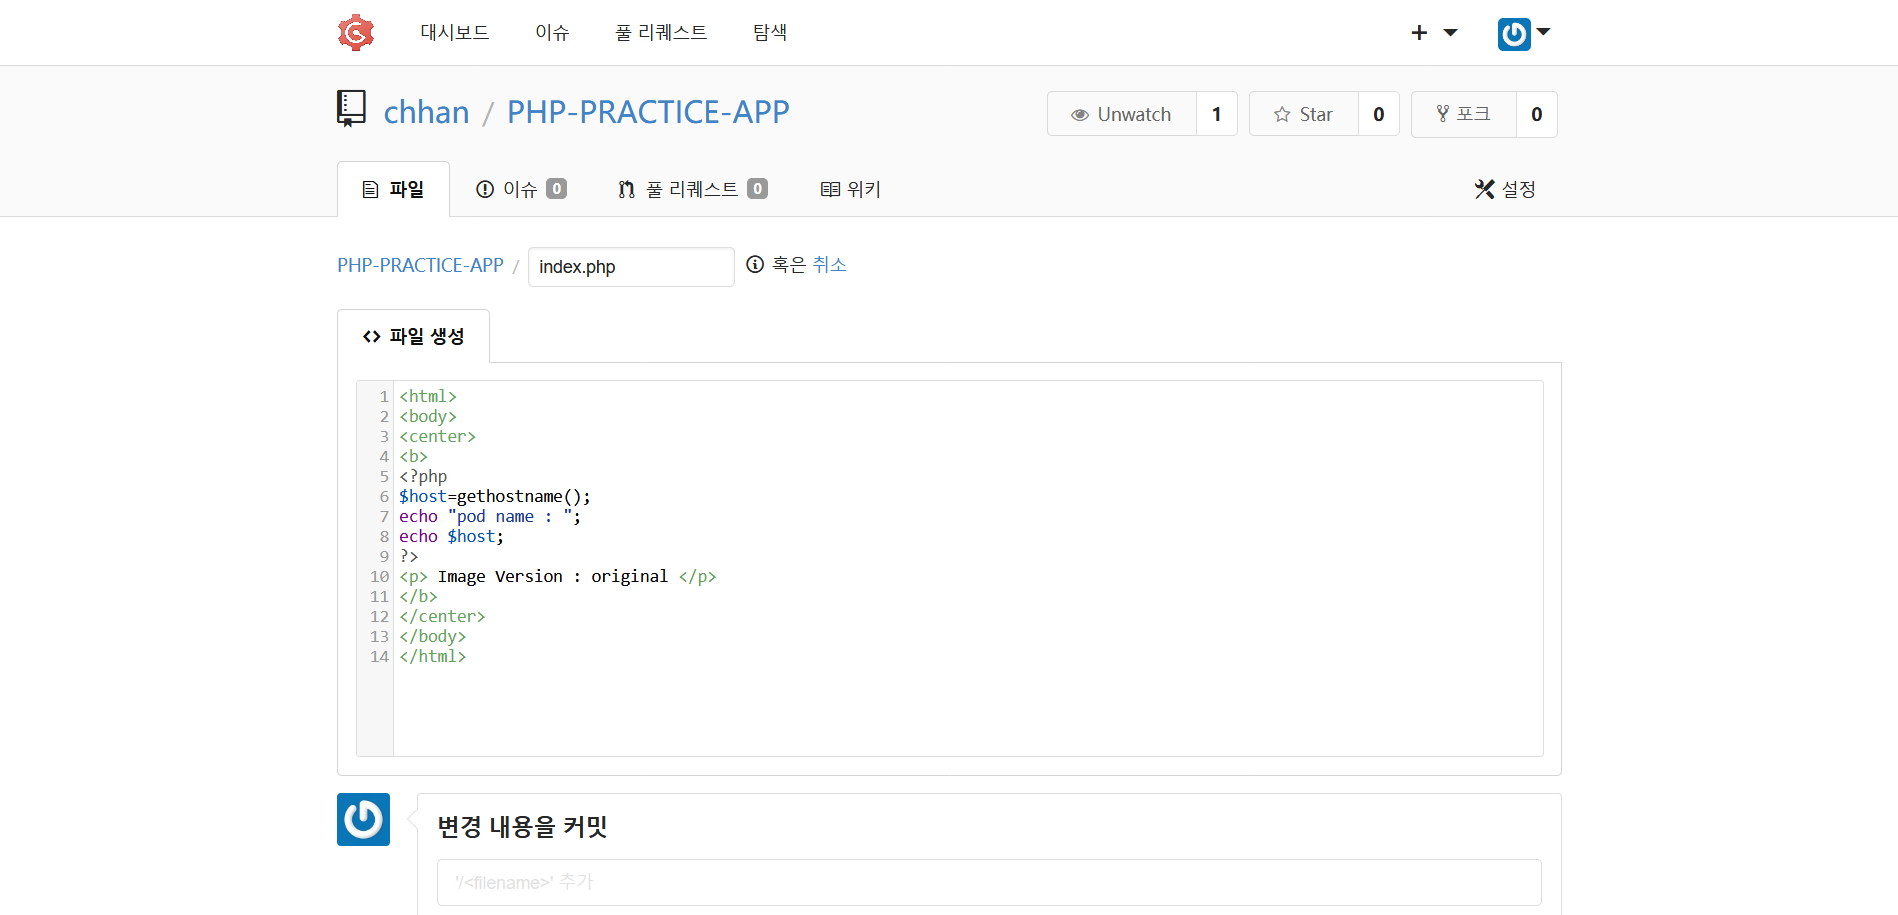 대시보드 이슈 풀 리퀘스트 탐색
chhan / PHP-PRACTICE-APP Unwatch 1 Star 0 포크 0
파일 이슈 0 풀 리퀘스트 0 위키 설정
PHP-PRACTICE-APP / index.php 혹은 취소
파일 생성
1 <html>
2 <body>
3 <center>
4 <b>
5 <?php
6 $host=gethostname();
7 echo "pod name : ";
8 echo $host;
9 ?>
10 <p> Image Version : original </p>
11 </b>
12 </center>
13 </body>
14 </html>
변경 내용을 커밋
'/<filename>' 추가